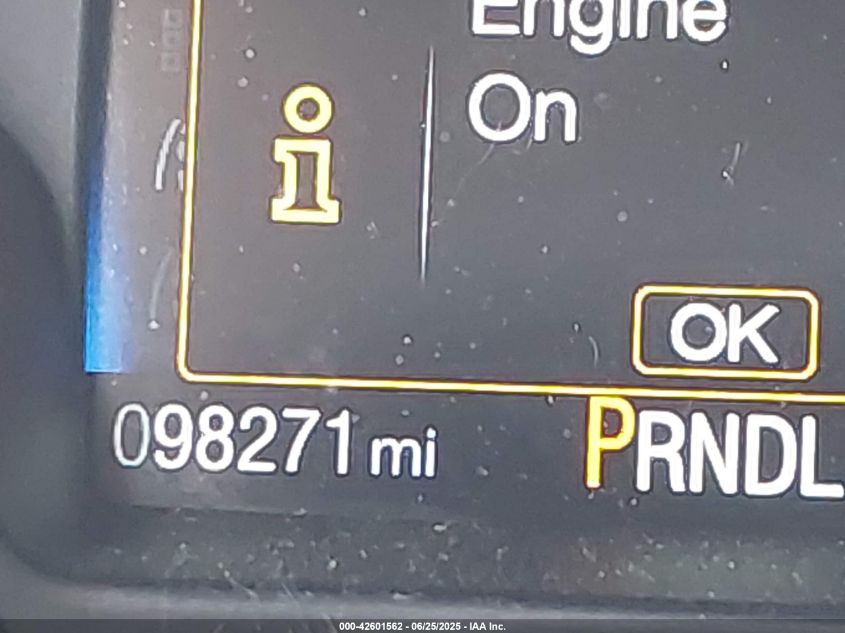 Engine
On
OK
098271 mi
PRNDL
000-42601562 - 06/25/2025 - IAA Inc.